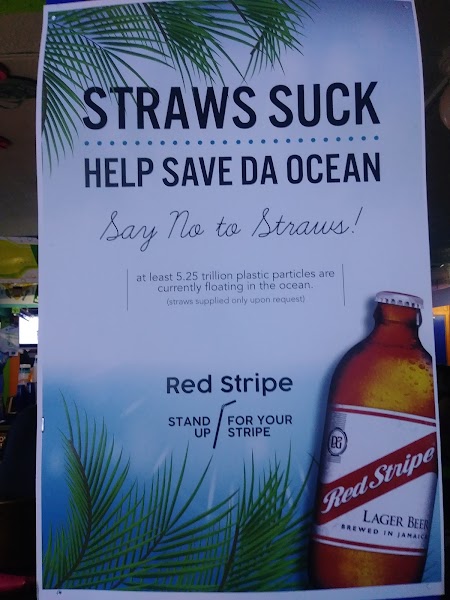 STRAWS SUCK
HELP SAVE DA OCEAN
Say No to Straws!
at least 5.25 trillion plastic particles are
currently floating in the ocean.
(straws supplied only upon request)
Red Stripe
STAND UP
FOR YOUR STRIPE
Red Stripe
LAGER BEER
BREWED IN JAMAICA